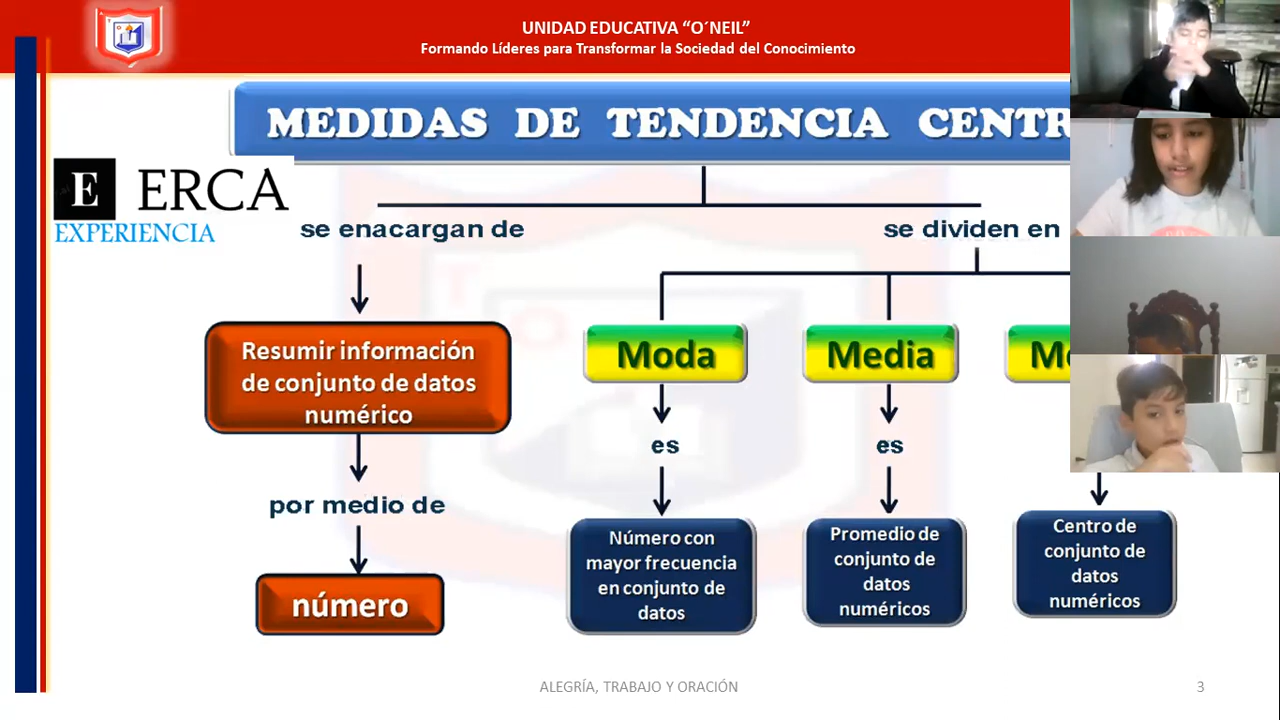 UNIDAD EDUCATIVA “O´NEIL”
Formando Líderes para Transformar la Sociedad del Conocimiento
MEDIDAS DE TENDENCIA CENTR
E ERCA
EXPERIENCIA
se enacargan de
se dividen en
Resumir información
de conjunto de datos
numérico
Moda
Media
M
es
es
por medio de
número
Número con
mayor frecuencia
en conjunto de
datos
Promedio de
conjunto de
datos
numéricos
Centro de
conjunto de
datos
numéricos
ALEGRÍA, TRABAJO Y ORACIÓN
3